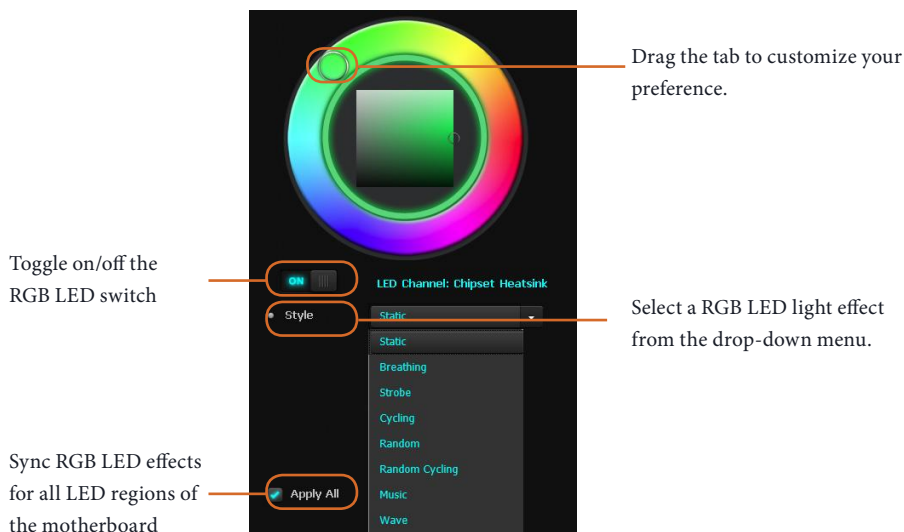 Drag the tab to customize your
preference.
Toggle on/off the
RGB LED switch
ON
LED Channel: Chipset Heatsink
Style
Static
Select a RGB LED light effect
from the drop-down menu.
Static
Breathing
Strobe
Cycling
Random
Random Cycling
Music
Wave
Sync RGB LED effects
for all LED regions of
the motherboard
Apply All